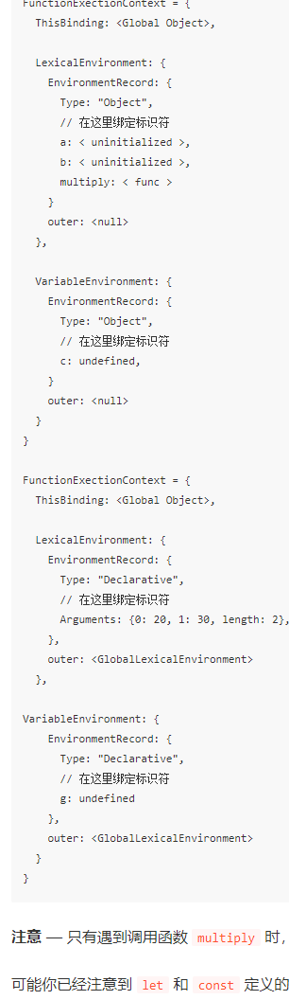 FunctionExectionContext = {
ThisBinding: <Global Object>,
LexicalEnvironment: {
EnvironmentRecord: {
Type: "Object",
// 在这里绑定标识符
a: < uninitialized >,
b: < uninitialized >,
multiply: < func >
}
outer: <null>
},
VariableEnvironment: {
EnvironmentRecord: {
Type: "Object",
// 在这里绑定标识符
c: undefined,
}
outer: <null>
}
}
FunctionExectionContext = {
ThisBinding: <Global Object>,
LexicalEnvironment: {
EnvironmentRecord: {
Type: "Declarative",
// 在这里绑定标识符
Arguments: {0: 20, 1: 30, length: 2},
},
outer: <GlobalLexicalEnvironment>
},
VariableEnvironment: {
EnvironmentRecord: {
Type: "Declarative",
// 在这里绑定标识符
g: undefined
},
outer: <GlobalLexicalEnvironment>
}
}
注意 — 只有遇到调用函数 multiply 时，
可能你已经注意到 let 和 const 定义的